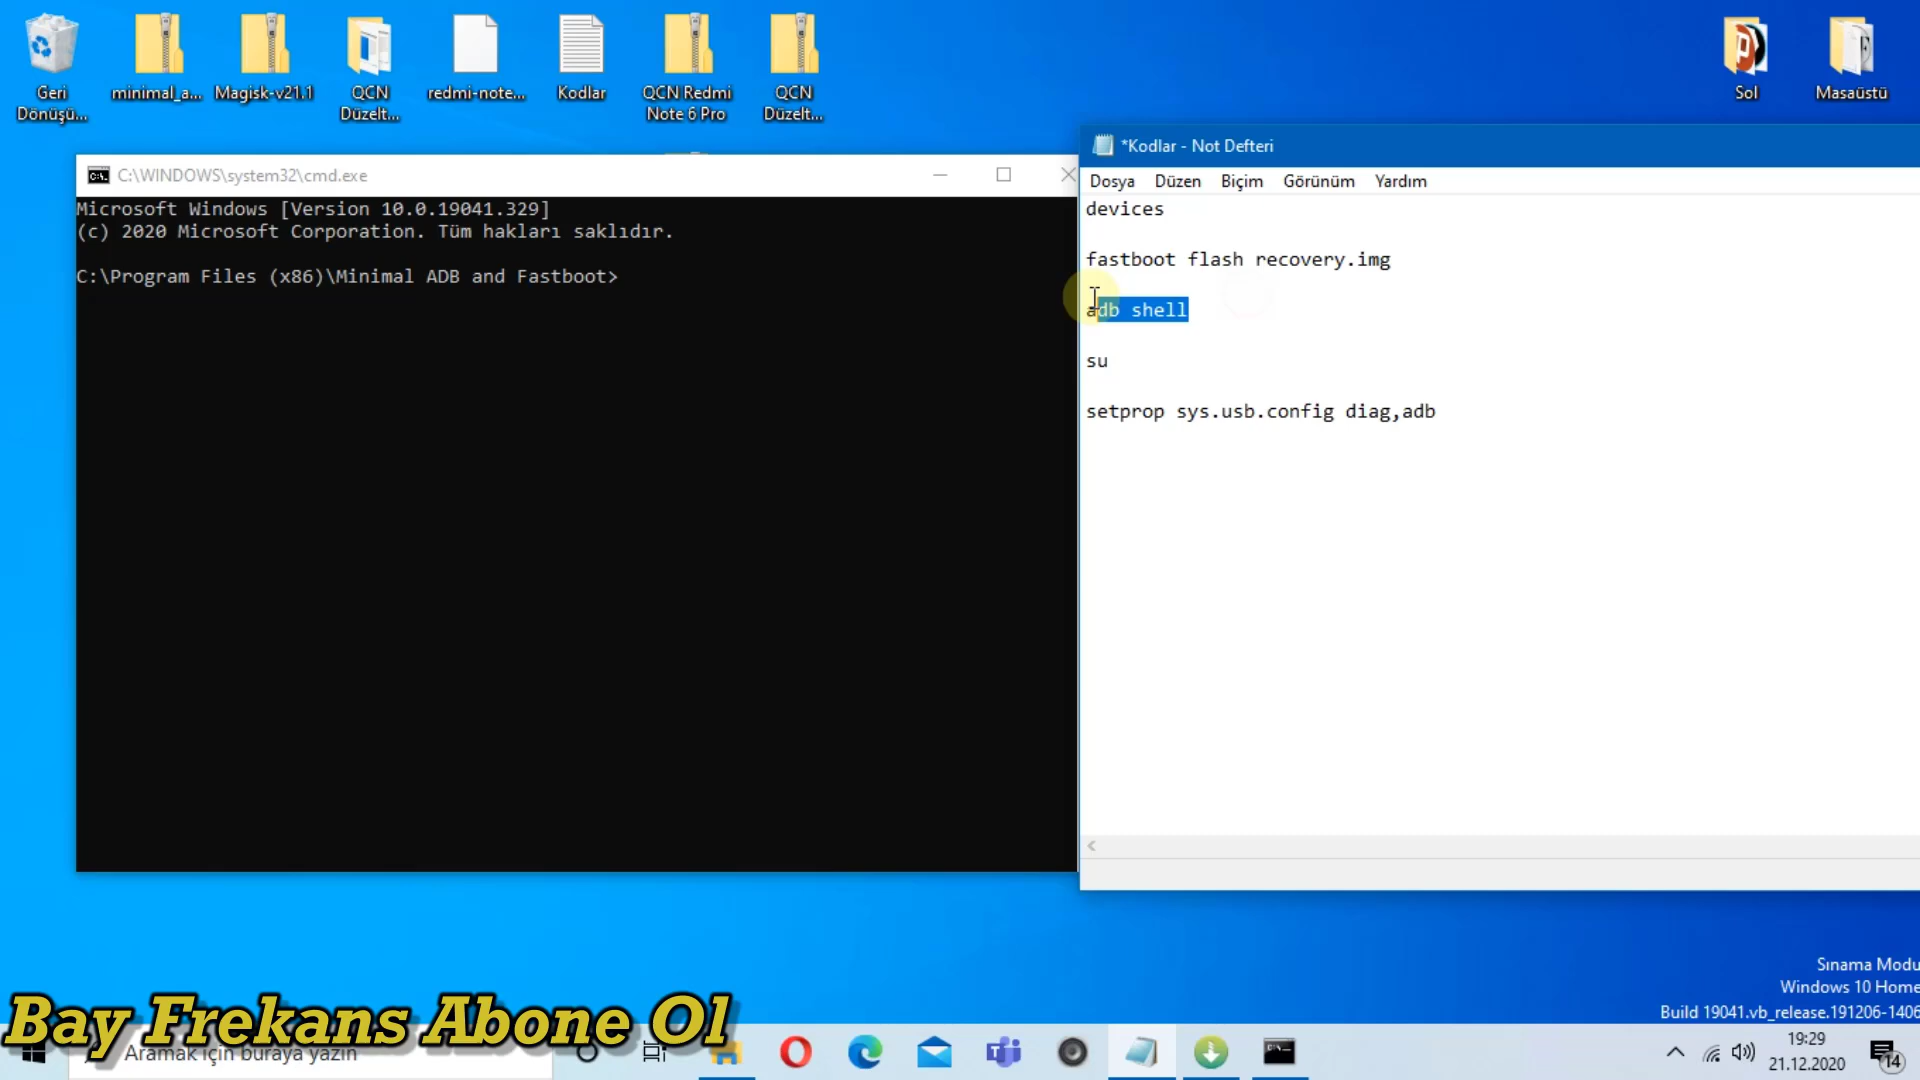 Geri
Dönüşü...
minimal_a...
Magisk-v21.1
QCN
Düzelt...
redmi-note...
Kodlar
QCN Redmi
Note 6 Pro
QCN
Düzelt...
Sol
Masaüstü
C:\WINDOWS\system32\cmd.exe
Microsoft Windows [Version 10.0.19041.329]
(c) 2020 Microsoft Corporation. Tüm hakları saklıdır.
C:\Program Files (x86)\Minimal ADB and Fastboot>
*Kodlar - Not Defteri
Dosya Düzen Biçim Görünüm Yardım
devices
fastboot flash recovery.img
adb shell
su
setprop sys.usb.config diag,adb
Sınama Modu
Windows 10 Home
Build 19041.vb_release.191206-1406
Bay Frekans Abone Ol
Aramak için buraya yazın
19:29
21.12.2020
14